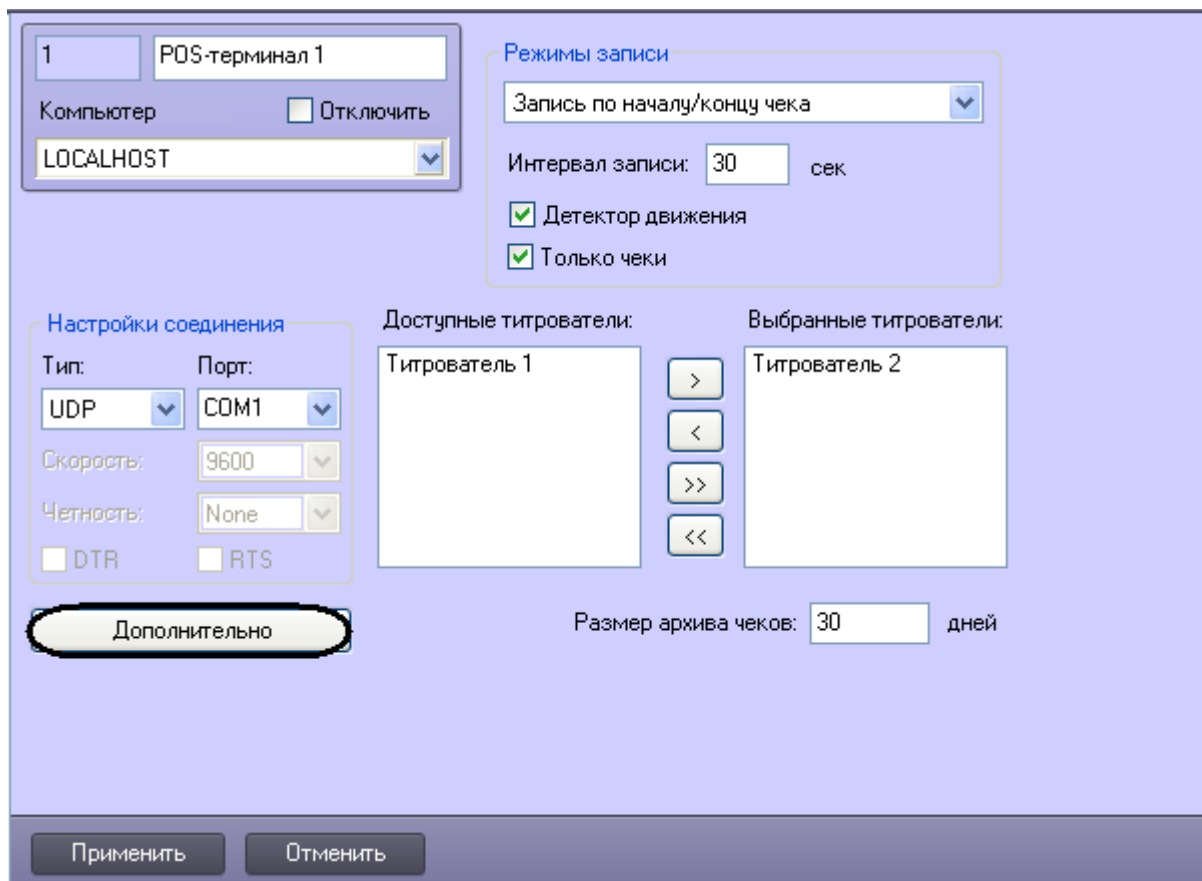 1 POS-терминал 1
Компьютер Отключить
LOCALHOST
Режимы записи
Запись по началу/концу чека
Интервал записи: 30 сек
Детектор движения
Только чеки
Настройки соединения
Тип: Порт:
UDP COM1
Скорость: 9600
Четность: None
DTR RTS
Доступные титрователи:
Титрователь 1
>
<
>>
<<
Выбранные титрователи:
Титрователь 2
Дополнительно
Размер архива чеков: 30 дней
Применить Отменить